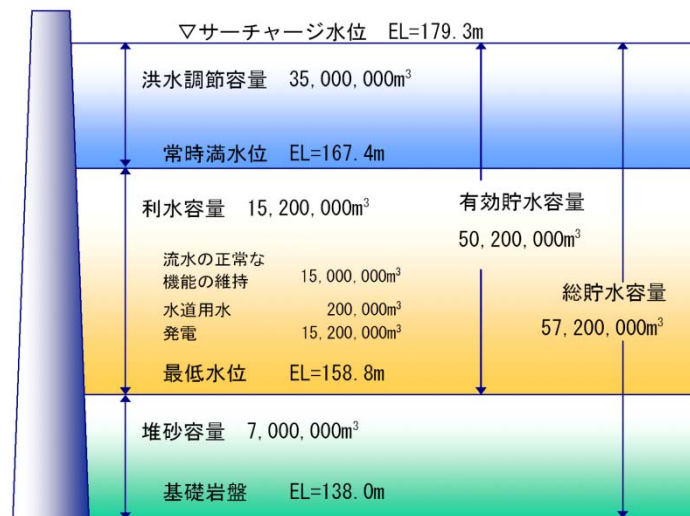 ▽サーチャージ水位 EL=179.3m
洪水調節容量 35,000,000m³
常時満水位 EL=167.4m
利水容量 15,200,000m³
有効貯水容量
50,200,000m³
流水の正常な
機能の維持 15,000,000m³
水道用水 200,000m³
発電 15,200,000m³
総貯水容量
57,200,000m³
最低水位 EL=158.8m
堆砂容量 7,000,000m³
基礎岩盤 EL=138.0m